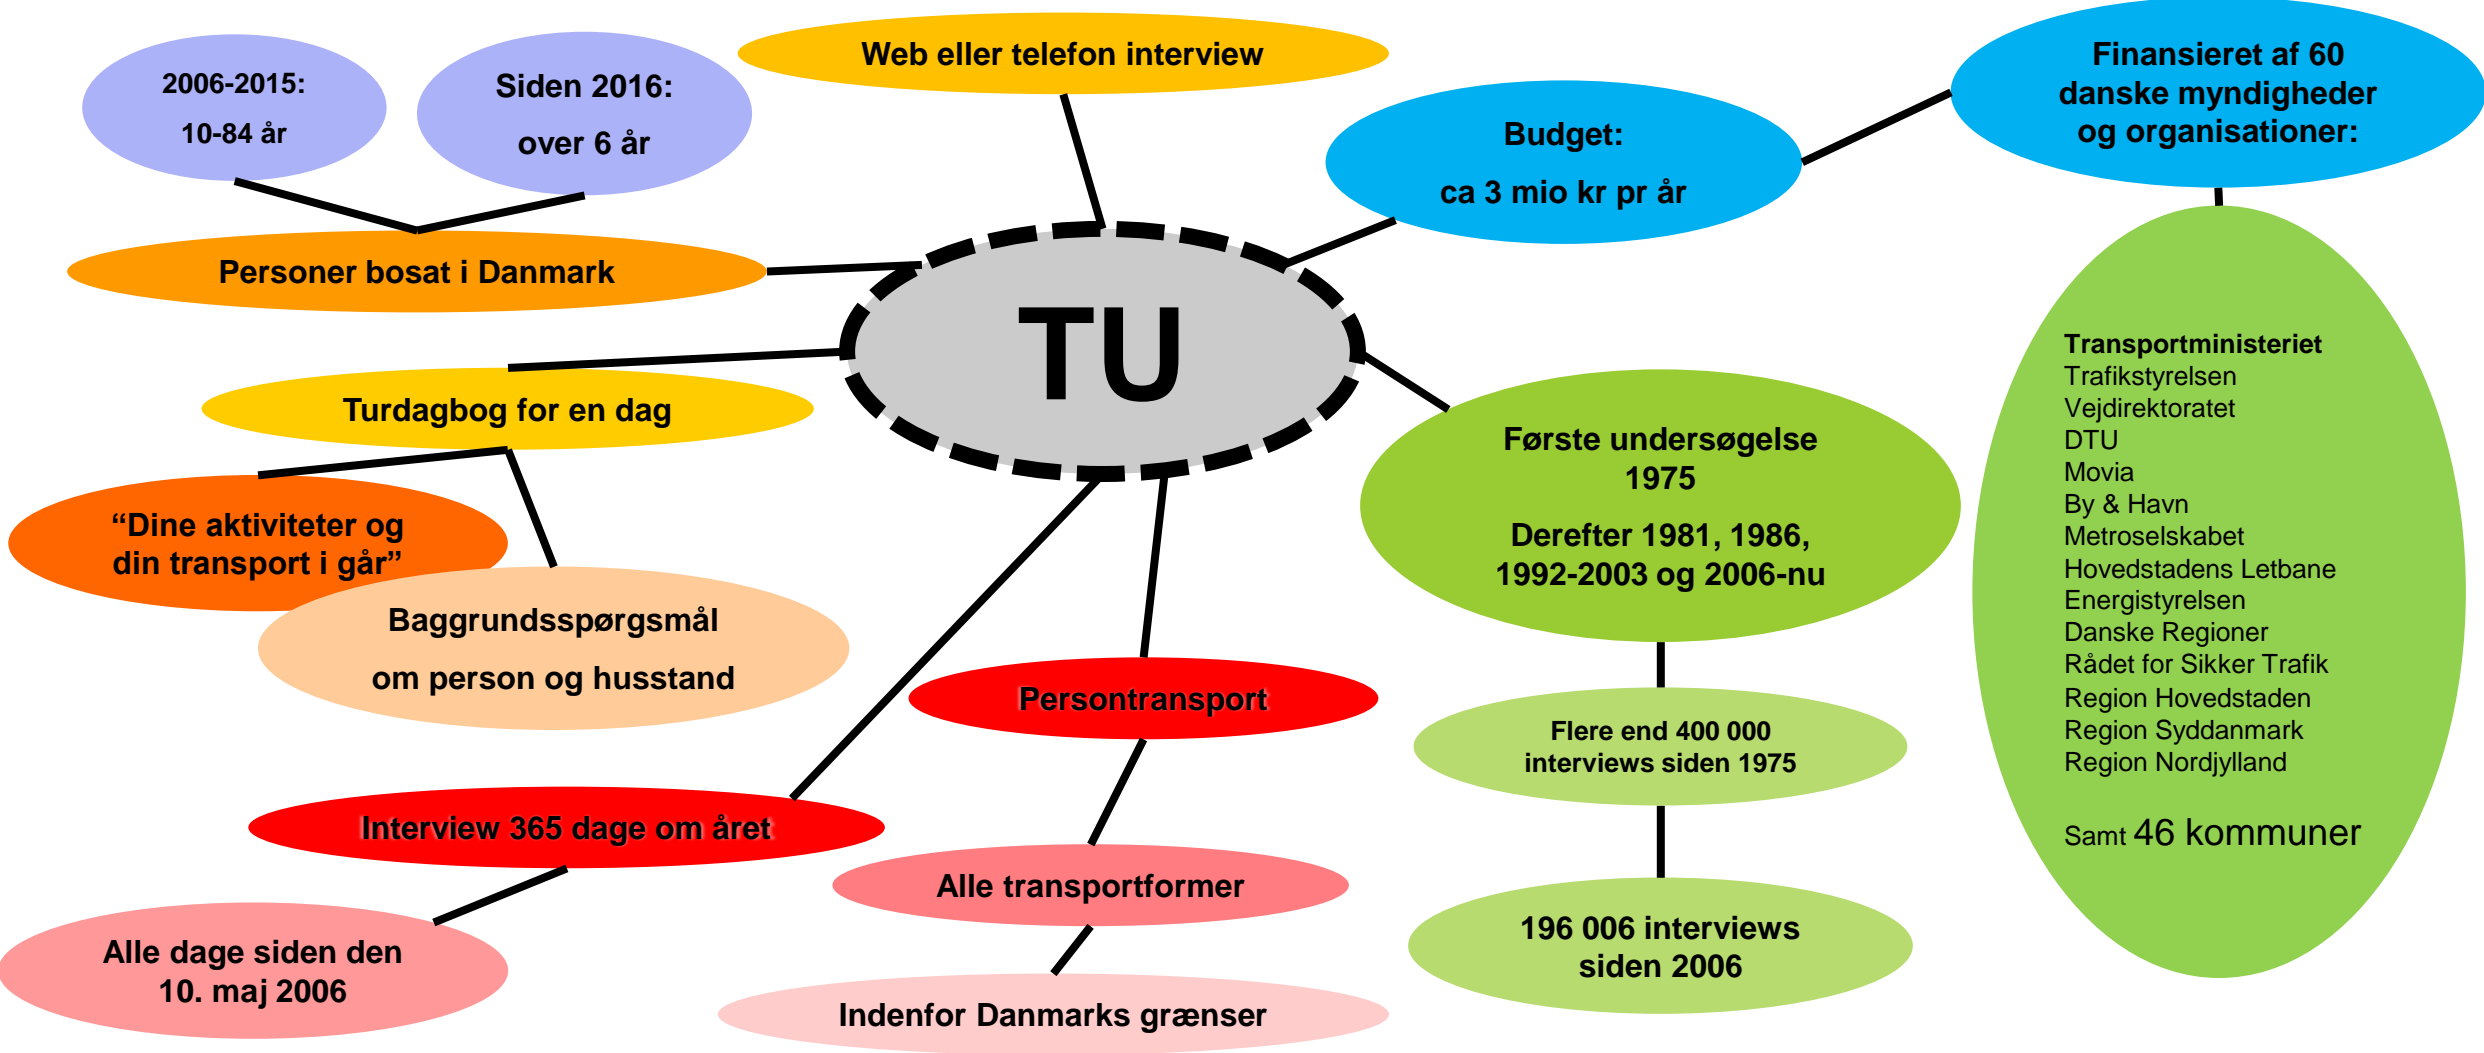 2006-2015:
10-84 år
Siden 2016:
over 6 år
Web eller telefon interview
Budget:
ca 3 mio kr pr år
Finansieret af 60
danske myndigheder
og organisationer:
Personer bosat i Danmark
TU
Turdagbog for en dag
“Dine aktiviteter og
din transport i går”
Baggrundsspørgsmål
om person og husstand
Første undersøgelse
1975
Derefter 1981, 1986,
1992-2003 og 2006-nu
Flere end 400 000
interviews siden 1975
196 006 interviews
siden 2006
Persontransport
Alle transportformer
Indenfor Danmarks grænser
Interview 365 dage om året
Alle dage siden den
10. maj 2006
Transportministeriet
Trafikstyrelsen
Vejdirektoratet
DTU
Movia
By & Havn
Metroselskabet
Hovedstadens Letbane
Energistyrelsen
Danske Regioner
Rådet for Sikker Trafik
Region Hovedstaden
Region Syddanmark
Region Nordjylland
Samt 46 kommuner